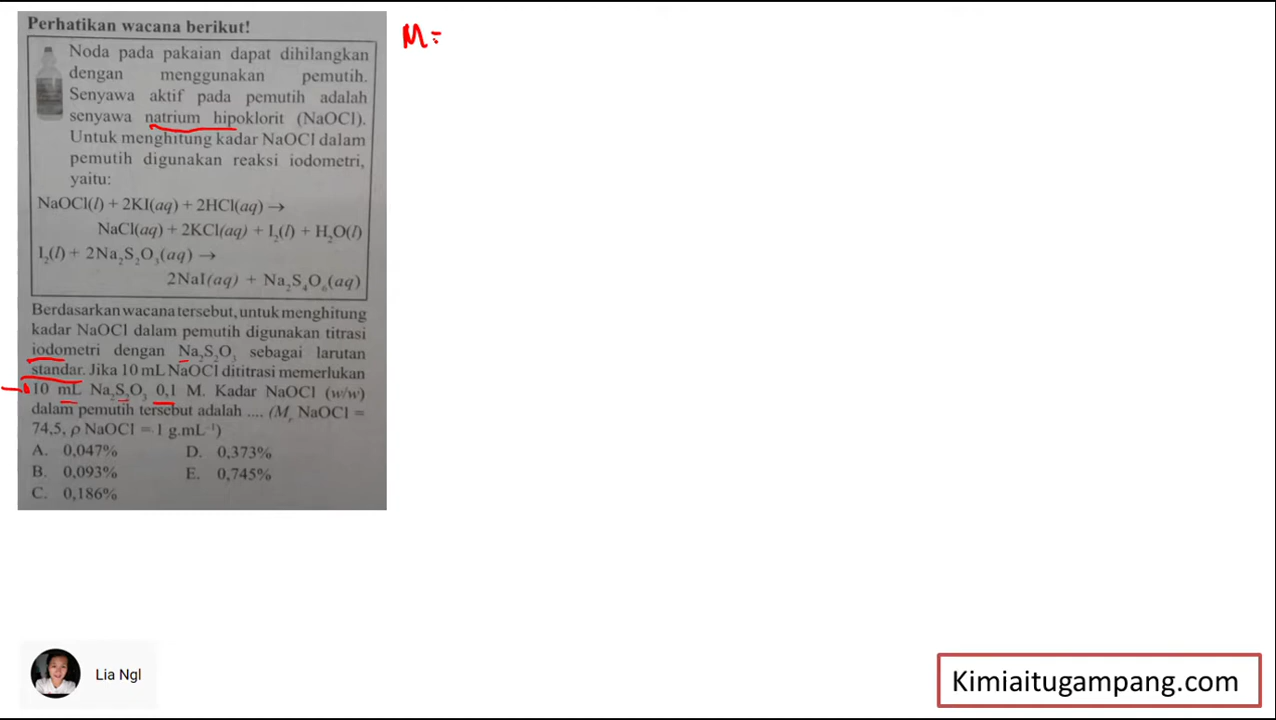 Perhatikan wacana berikut!
M=
Noda pada pakaian dapat dihilangkan
dengan menggunakan pemutih.
Senyawa aktif pada pemutih adalah
senyawa natrium hipoklorit (NaOCl).
Untuk menghitung kadar NaOCl dalam
pemutih digunakan reaksi iodometri,
yaitu:
NaOCl(l) + 2KI(aq) + 2HCl(aq) →
NaCl(aq) + 2KCl(aq) + I₂(l) + H₂O(l)
I₂(l) + 2Na₂S₂O₃(aq) →
2NaI(aq) + Na₂S₄O₆(aq)
Berdasarkan wacana tersebut, untuk menghitung
kadar NaOCl dalam pemutih digunakan titrasi
iodometri dengan Na₂S₂O₃ sebagai larutan
standar. Jika 10 mL NaOCl dititrasi memerlukan
10 mL Na₂S₂O₃ 0,1 M. Kadar NaOCl (w/w)
dalam pemutih tersebut adalah .... (Mᵣ NaOCl =
74,5, ρ NaOCl = 1 g.mL⁻¹)
A. 0,047% D. 0,373%
B. 0,093% E. 0,745%
C. 0,186%
Lia Ngl
Kimiaitugampang.com